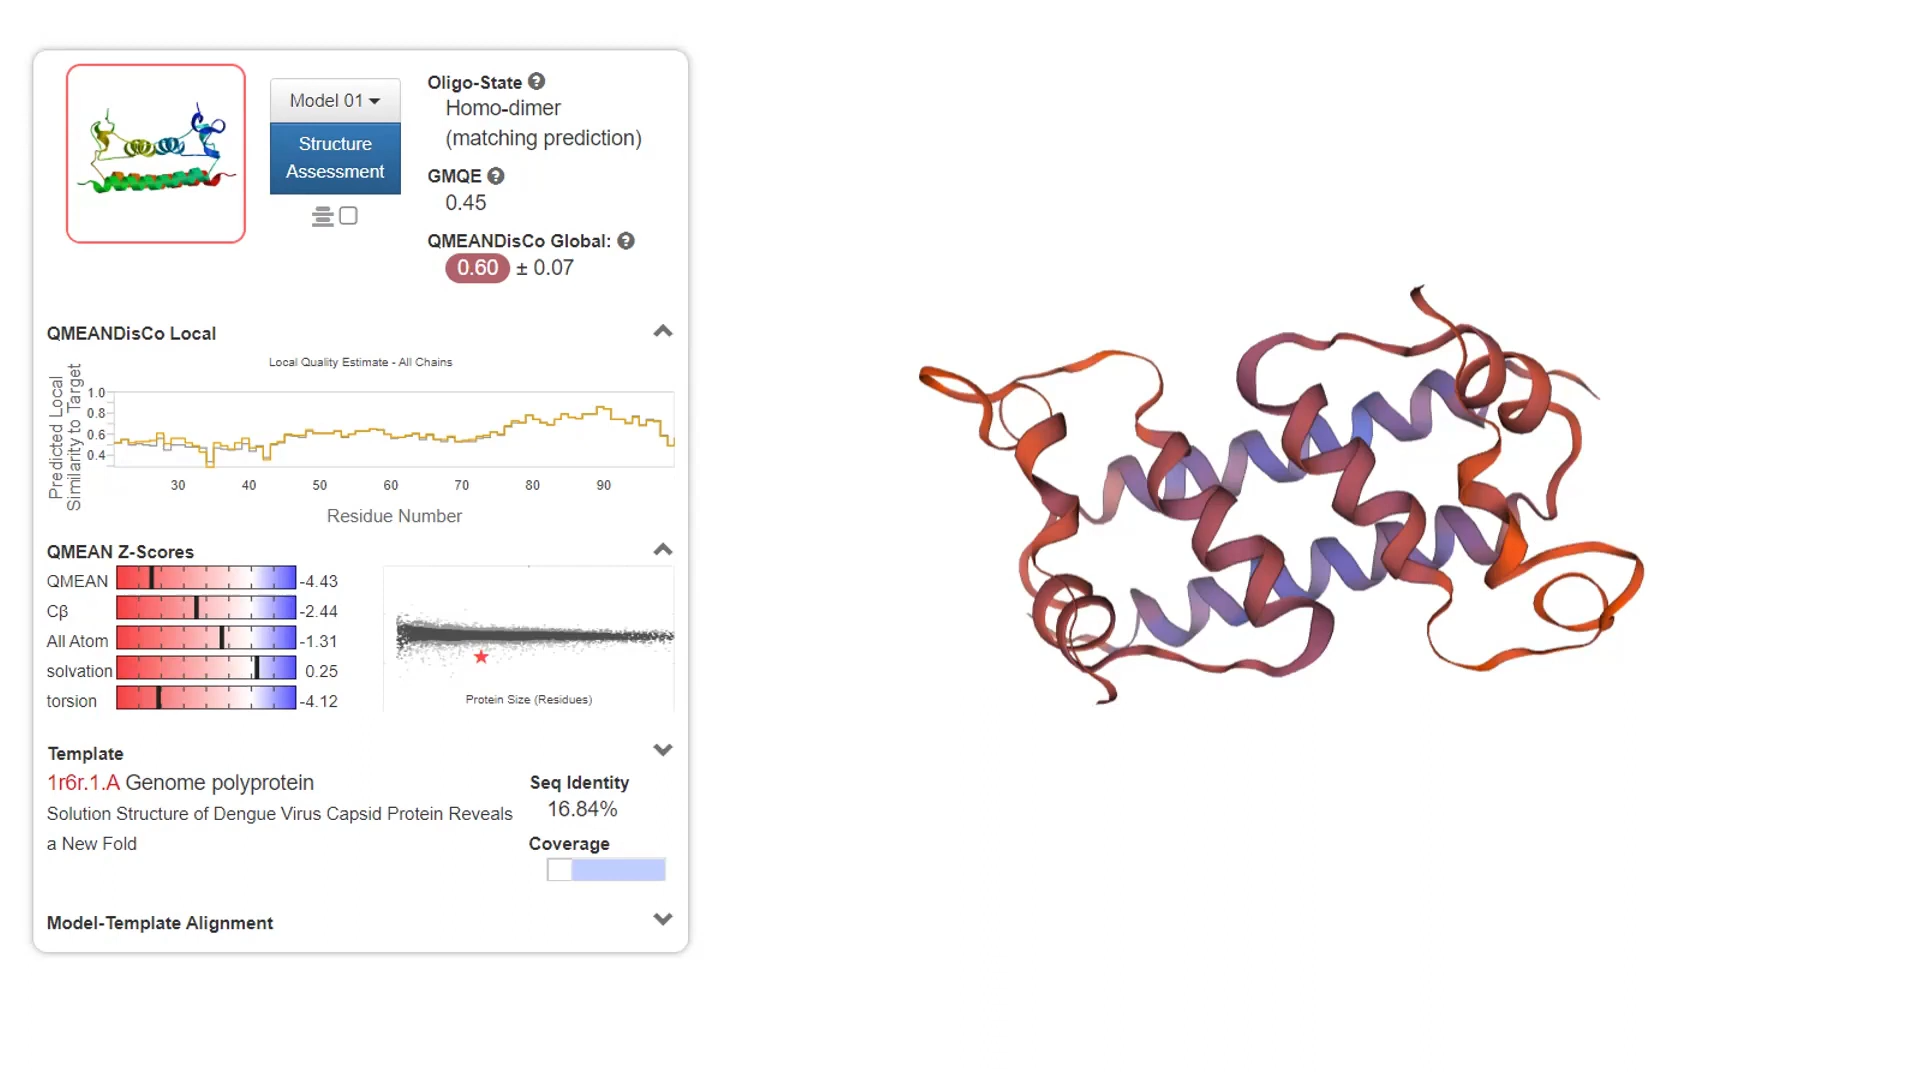 Model 01
Structure
Assessment
Oligo-State ?
Homo-dimer
(matching prediction)
GMQE ?
0.45
QMEANDisCo Global: ?
0.60 ± 0.07
QMEANDisCo Local
Local Quality Estimate - All Chains
Predicted Local
Similarity to Target
1.0
0.8
0.6
0.4
30 40 50 60 70 80 90
Residue Number
QMEAN Z-Scores
QMEAN -4.43
Cβ -2.44
All Atom -1.31
solvation 0.25
torsion -4.12
Protein Size (Residues)
Template
1r6r.1.A Genome polyprotein
Solution Structure of Dengue Virus Capsid Protein Reveals
a New Fold
Seq Identity
16.84%
Coverage
Model-Template Alignment